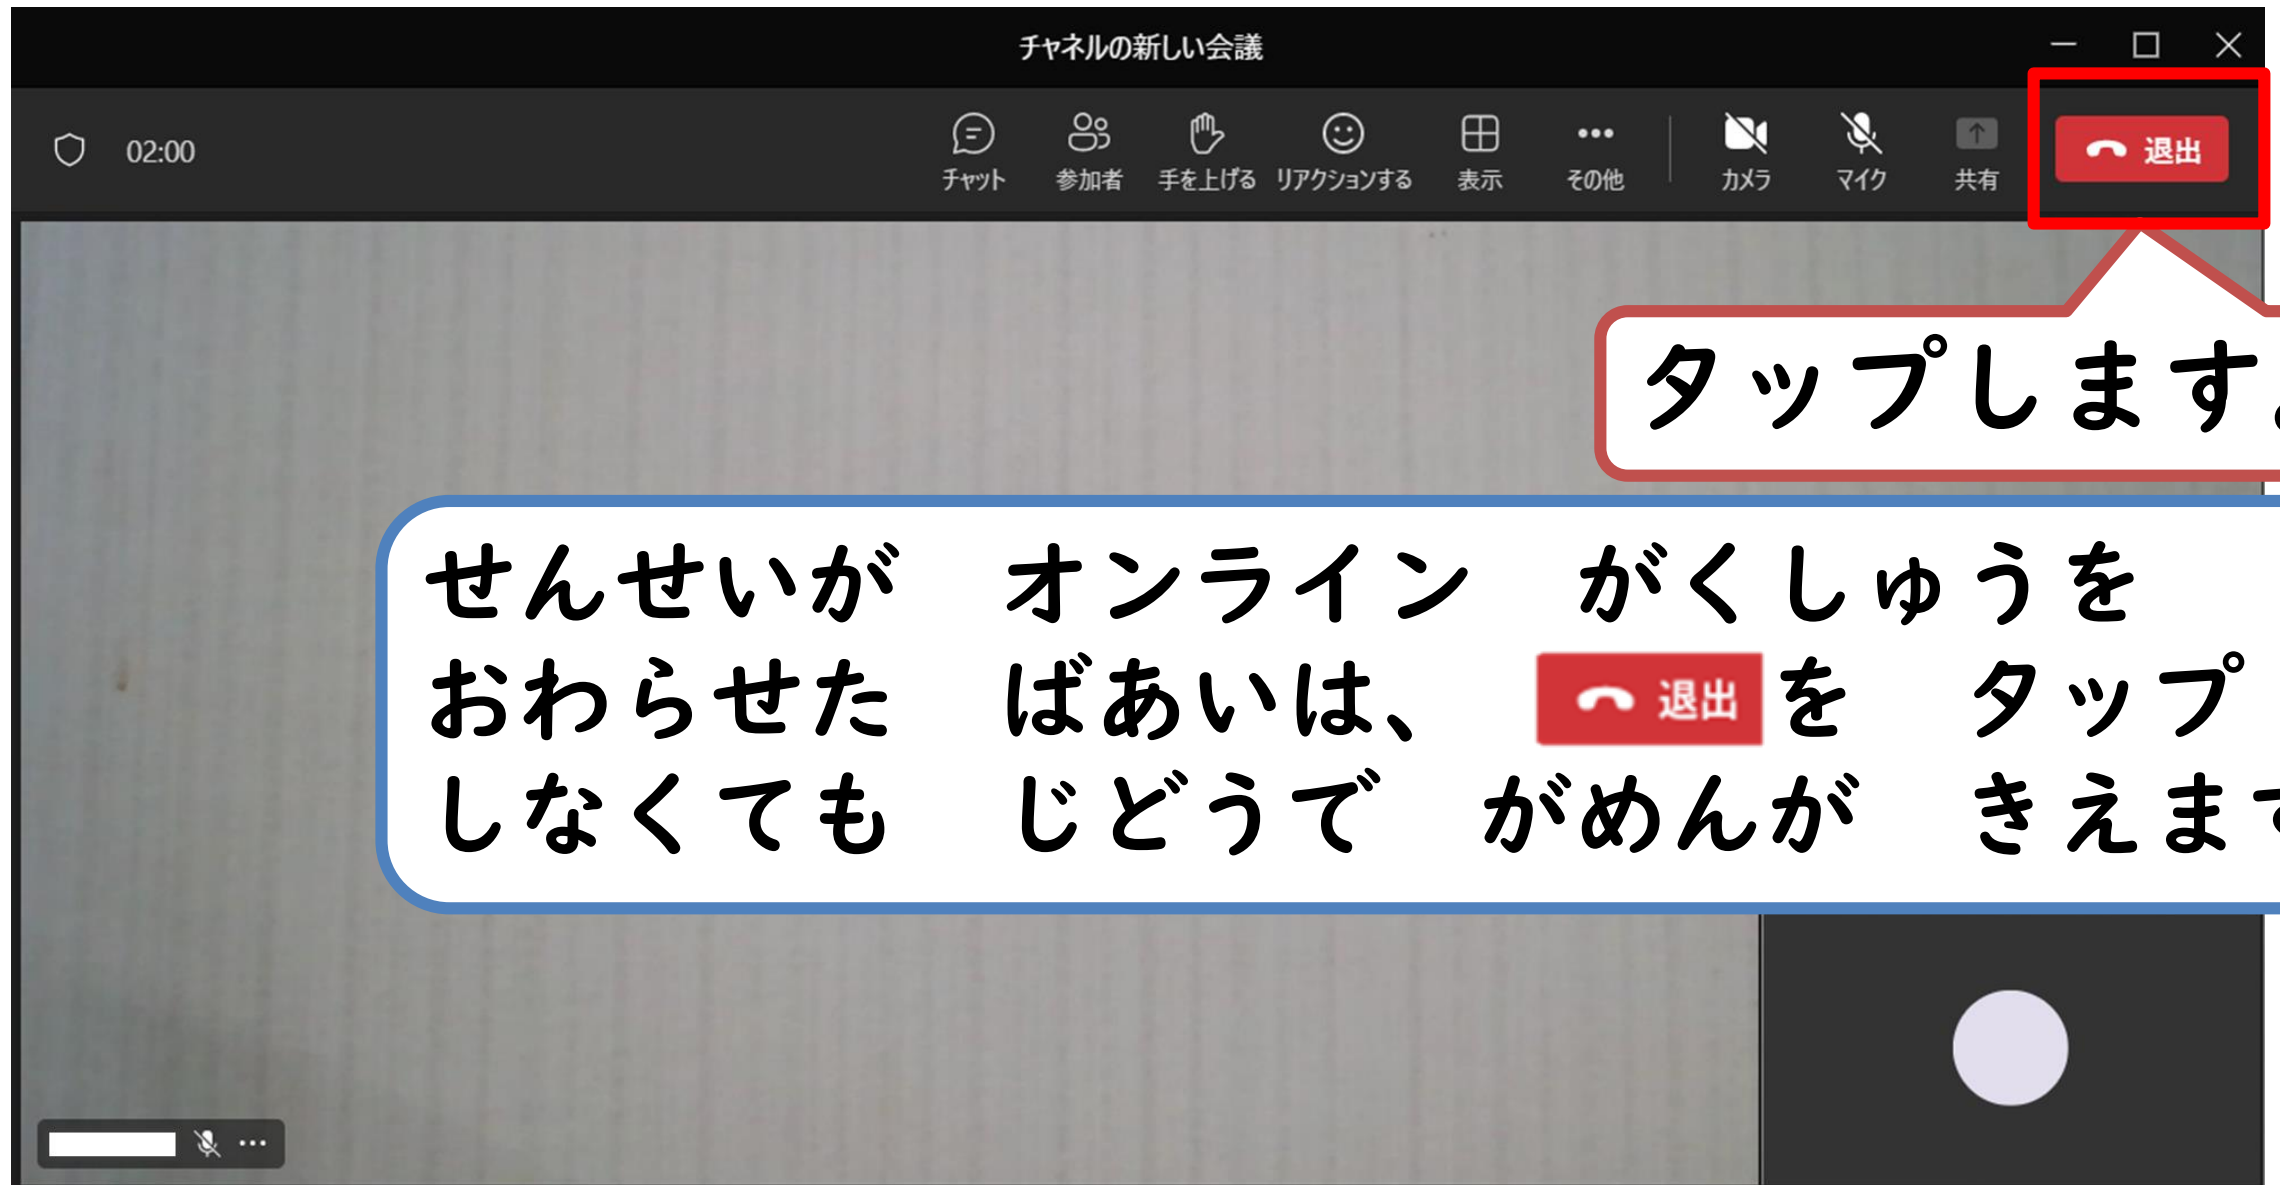 チャネルの新しい会議
02:00
チャット 参加者 手を上げる リアクションする 表示 その他 カメラ マイク 共有 退出
タップします。
せんせいが　オンライン　がくしゅうを
おわらせた　ばあいは、 退出 を　タップ
しなくても　じどうで　がめんが　きえます